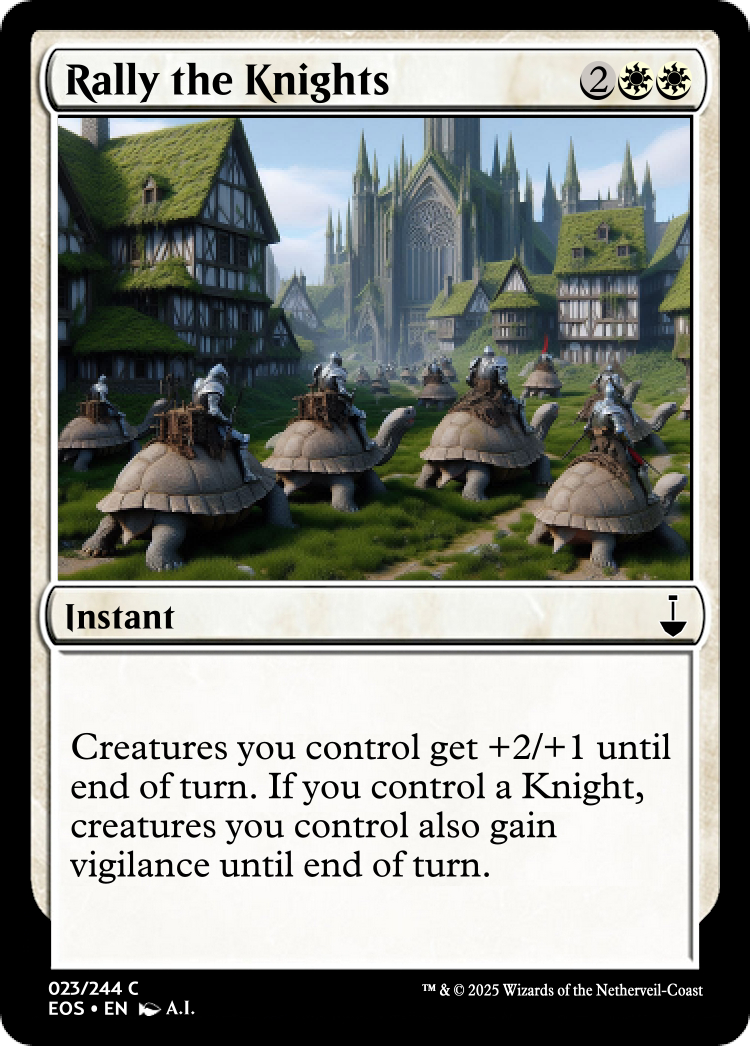 Rally the Knights 2
Instant
Creatures you control get +2/+1 until
end of turn. If you control a Knight,
creatures you control also gain
vigilance until end of turn.
023/244 C
™ & © 2025 Wizards of the Netherveil-Coast
EOS • EN A.I.